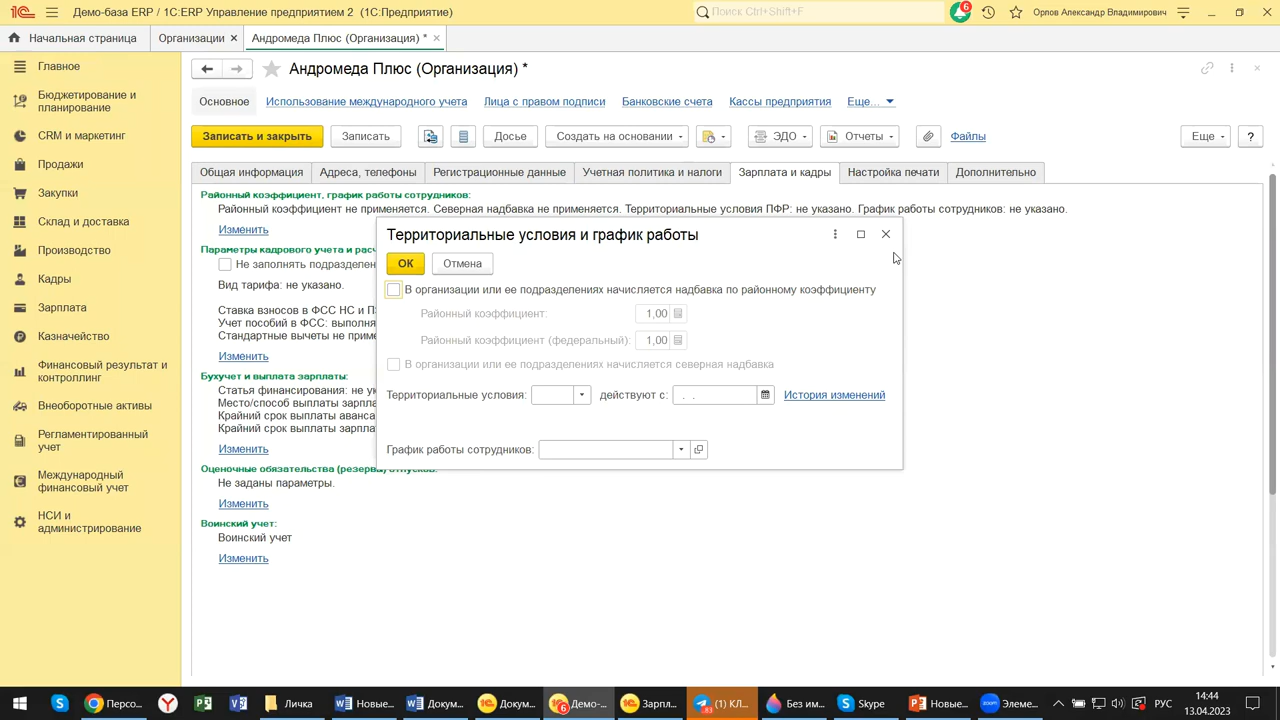 Демо-база ERP / 1С:ERP Управление предприятием 2 (1С:Предприятие)
Поиск Ctrl+Shift+F
6
Орлов Александр Владимирович
Начальная страница
Организации
Андромеда Плюс (Организация) *
Главное
Бюджетирование и
планирование
CRM и маркетинг
Продажи
Закупки
Склад и доставка
Производство
Кадры
Зарплата
Казначейство
Финансовый результат и
контроллинг
Внеоборотные активы
Регламентированный
учет
Международный
финансовый учет
НСИ и
администрирование
Андромеда Плюс (Организация) *
Основное
Использование международного учета
Лица с правом подписи
Банковские счета
Кассы предприятия
Еще...
Записать и закрыть
Записать
Досье
Создать на основании
ЭДО
Отчеты
Файлы
Еще
?
Общая информация
Адреса, телефоны
Регистрационные данные
Учетная политика и налоги
Зарплата и кадры
Настройка печати
Дополнительно
Районный коэффициент, график работы сотрудников:
Районный коэффициент не применяется. Северная надбавка не применяется. Территориальные условия ПФР: не указано. График работы сотрудников: не указано.
Изменить
Параметры кадрового учета и рас
Не заполнять подразделен
Вид тарифа: не указано.
Ставка взносов в ФСС НС и П
Учет пособий в ФСС: выполн
Стандартные вычеты не приме
Изменить
Бухучет и выплата зарплаты:
Статья финансирования: не ук
Место/способ выплаты зарпла
Крайний срок выплаты аванса
Крайний срок выплаты зарпла
Изменить
Оценочные обязательства (резервы) отпусков:
Не заданы параметры.
Изменить
Воинский учет:
Воинский учет
Изменить
Территориальные условия и график работы
ОК
Отмена
В организации или ее подразделениях начисляется надбавка по районному коэффициенту
Районный коэффициент: 1,00
Районный коэффициент (федеральный): 1,00
В организации или ее подразделениях начисляется северная надбавка
Территориальные условия:
действуют с: . .
История изменений
График работы сотрудников:
Персо...
Личка
Новые...
Докум...
Докум...
6
Демо-...
Зарпл...
83
(1) КЛ...
Без им...
Skype
Новые...
zoom
Элеме...
РУС
14:44
13.04.2023